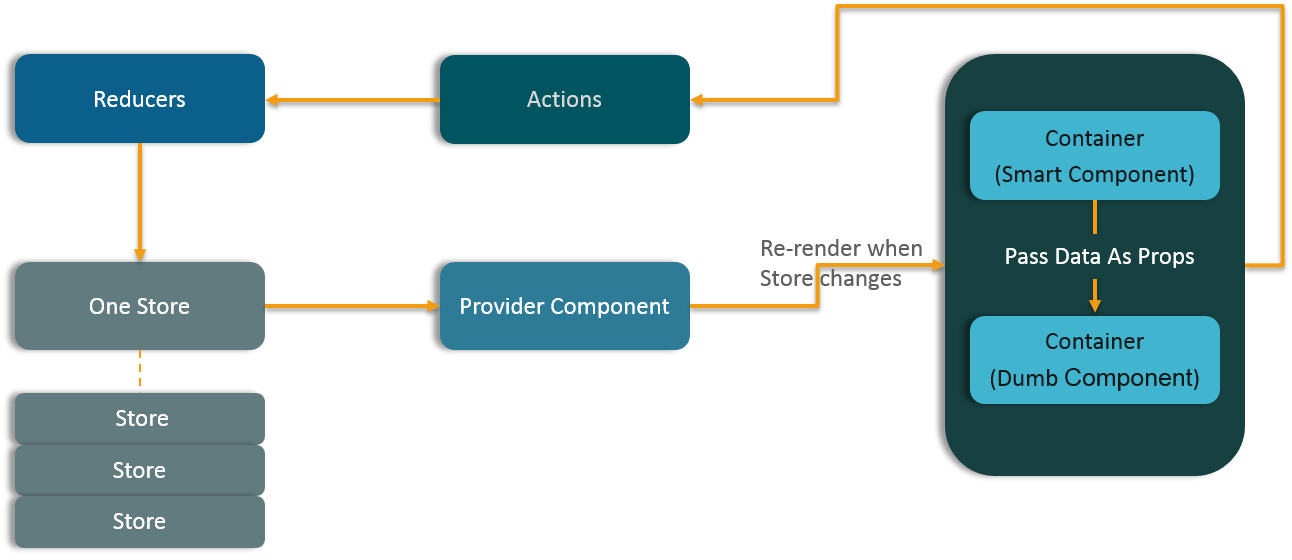 Reducers
Actions
Container
(Smart Component)
Pass Data As Props
Container
(Dumb Component)
Re-render when
Store changes
One Store
Provider Component
Store
Store
Store